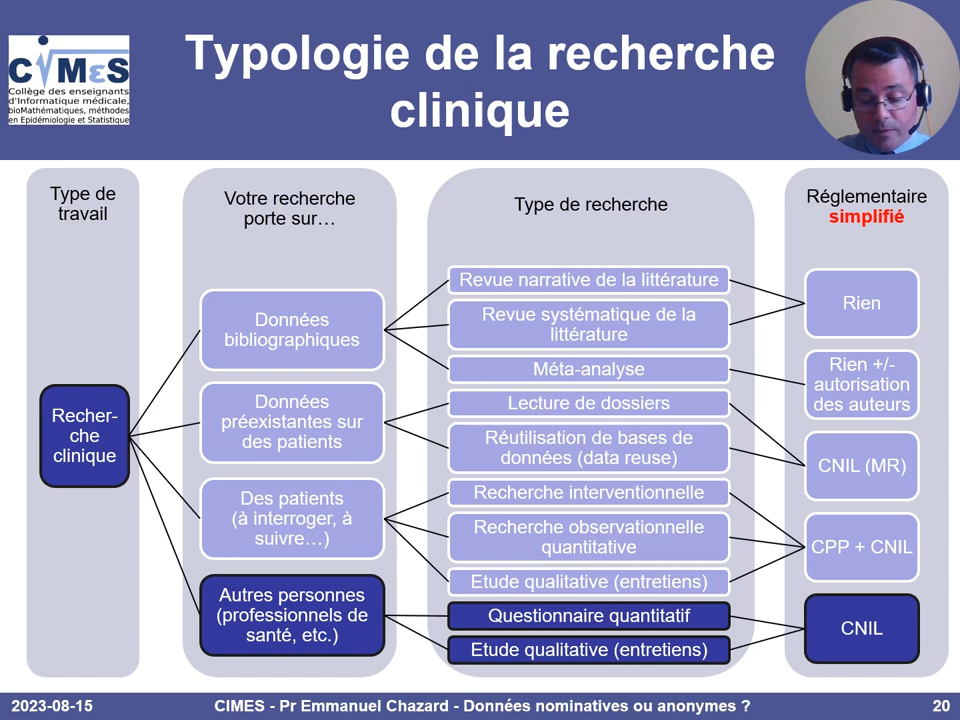 Typologie de la recherche
clinique
CIMεS
Collège des enseignants
d'Informatique médicale,
bioMathématiques, méthodes
en Epidémiologie et Statistique
Type de
travail
Votre recherche
porte sur…
Type de recherche
Réglementaire
simplifié
Recher-
che
clinique
Données
bibliographiques
Données
préexistantes sur
des patients
Des patients
(à interroger, à
suivre…)
Autres personnes
(professionnels de
santé, etc.)
Revue narrative de la littérature
Revue systématique de la
littérature
Méta-analyse
Lecture de dossiers
Réutilisation de bases de
données (data reuse)
Recherche interventionnelle
Recherche observationnelle
quantitative
Etude qualitative (entretiens)
Questionnaire quantitatif
Etude qualitative (entretiens)
Rien
Rien +/-
autorisation
des auteurs
CNIL (MR)
CPP + CNIL
CNIL
2023-08-15
CIMES - Pr Emmanuel Chazard - Données nominatives ou anonymes ?
20